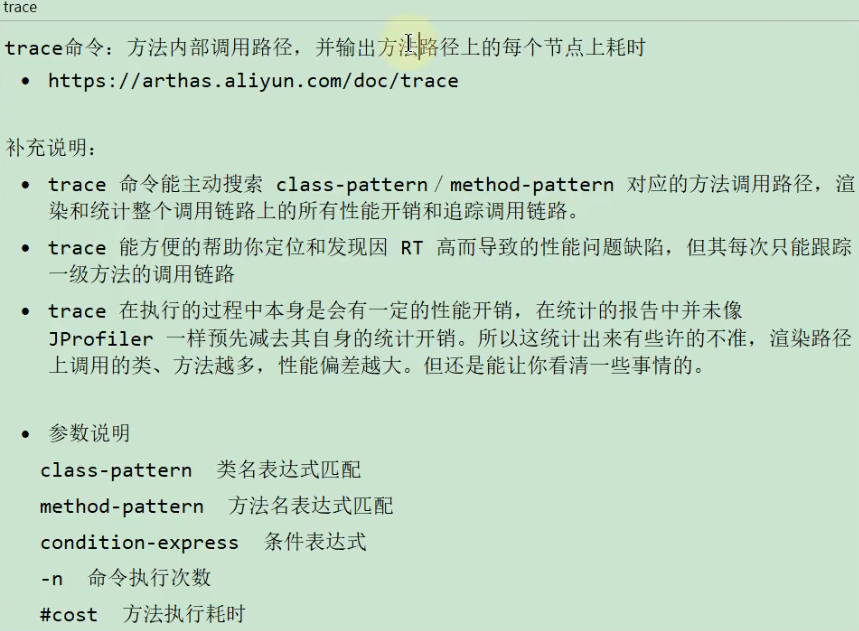 trace
trace命令：方法内部调用路径，并输出方法路径上的每个节点上耗时
• https://arthas.aliyun.com/doc/trace
补充说明：
• trace 命令能主动搜索 class-pattern／method-pattern 对应的方法调用路径，渲
染和统计整个调用链路上的所有性能开销和追踪调用链路。
• trace 能方便的帮助你定位和发现因 RT 高而导致的性能问题缺陷，但其每次只能跟踪
一级方法的调用链路
• trace 在执行的过程中本身是会有一定的性能开销，在统计的报告中并未像
JProfiler 一样预先减去其自身的统计开销。所以这统计出来有些许的不准，渲染路径
上调用的类、方法越多，性能偏差越大。但还是能让你看清一些事情的。
• 参数说明
class-pattern 类名表达式匹配
method-pattern 方法名表达式匹配
condition-express 条件表达式
-n 命令执行次数
#cost 方法执行耗时